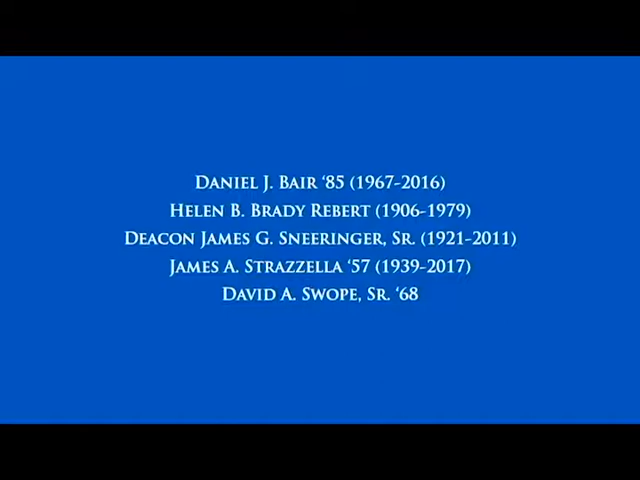 Daniel J. Bair ‘85 (1967-2016)
Helen B. Brady Rebert (1906-1979)
Deacon James G. Sneeringer, Sr. (1921-2011)
James A. Strazzella ‘57 (1939-2017)
David A. Swope, Sr. ‘68